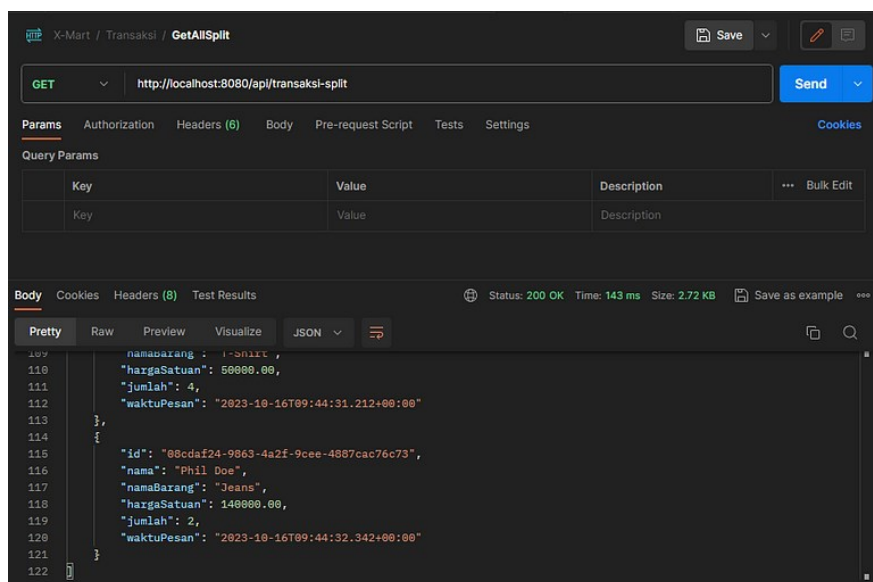 HTTP X-Mart / Transaksi / GetAllSplit Save
GET http://localhost:8080/api/transaksi-split Send
Params Authorization Headers (6) Body Pre-request Script Tests Settings Cookies
Query Params
Key Value Description ••• Bulk Edit
Key Value Description
Body Cookies Headers (8) Test Results Status: 200 OK Time: 143 ms Size: 2.72 KB Save as example
Pretty Raw Preview Visualize JSON
109 "namaBarang": "T-Shirt",
110 "hargaSatuan": 50000.00,
111 "jumlah": 4,
112 "waktuPesan": "2023-10-16T09:44:31.212+00:00"
113 },
114 {
115 "id": "08cdaf24-9863-4a2f-9cee-4887cac76c73",
116 "nama": "Phil Doe",
117 "namaBarang": "Jeans",
118 "hargaSatuan": 140000.00,
119 "jumlah": 2,
120 "waktuPesan": "2023-10-16T09:44:32.342+00:00"
121 }
122 ]